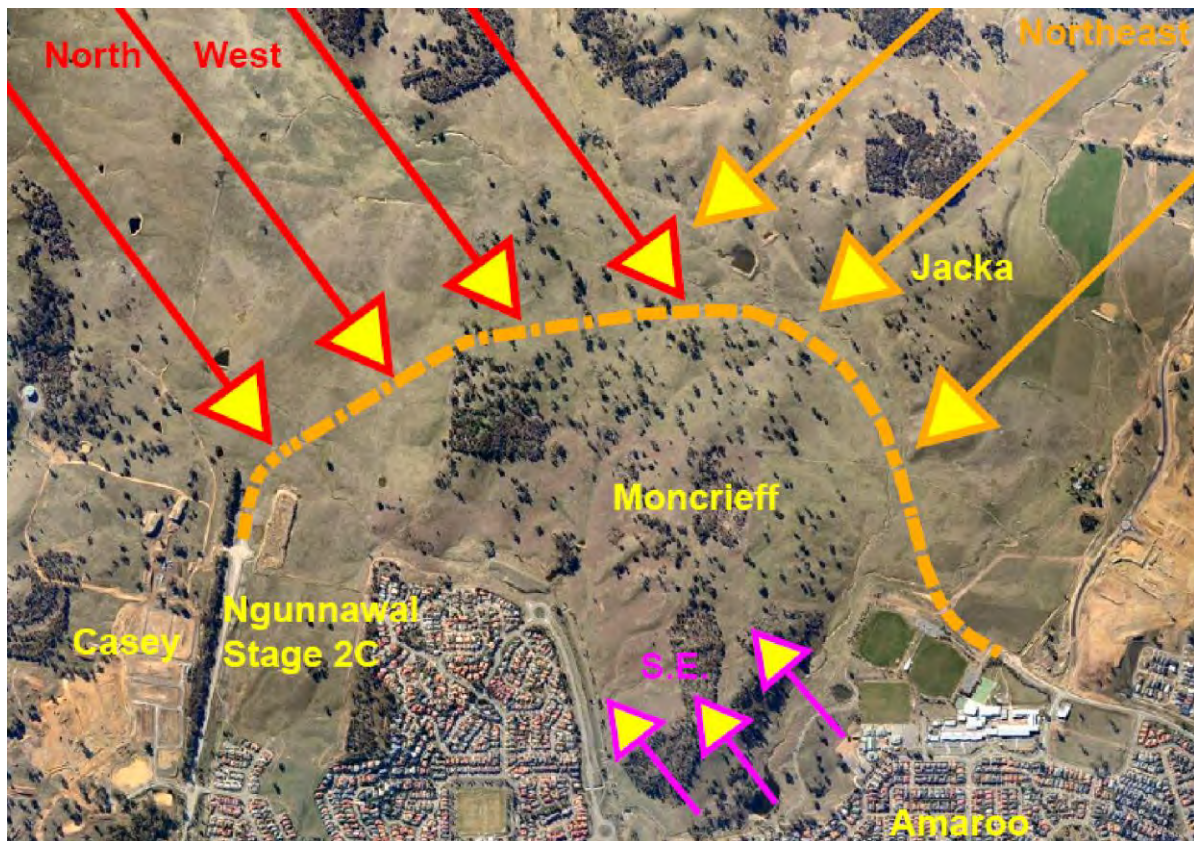 North West
Northeast
Jacka
Moncrieff
Ngunnawal
Stage 2C
Casey
S.E.
Amaroo